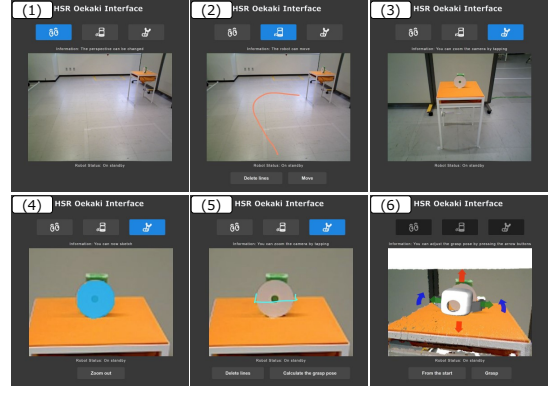 (1) HSR Oekaki Interface
Information: The perspective can be changed
Robot Status: On standby
(2) HSR Oekaki Interface
Information: The robot can move
Robot Status: On standby
Delete lines Move
(3) HSR Oekaki Interface
Information: You can zoom the camera by tapping
Robot Status: On standby
(4) HSR Oekaki Interface
Information: You can now sketch
Robot Status: On standby
Zoom out
(5) HSR Oekaki Interface
Information: You can zoom the camera by tapping
Robot Status: On standby
Delete lines Calculate the grasp pose
(6) HSR Oekaki Interface
Information: You can adjust the grasp pose by pressing the arrow buttons
Robot Status: On standby
From the start Grasp